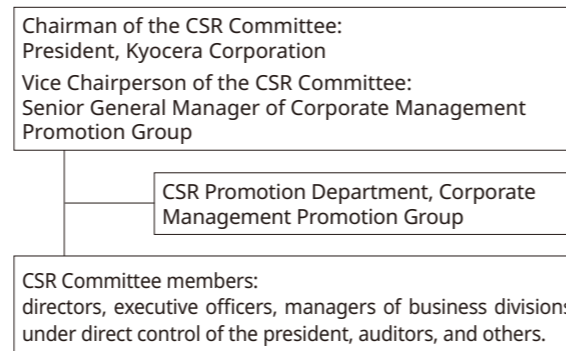 Chairman of the CSR Committee:
President, Kyocera Corporation
Vice Chairperson of the CSR Committee:
Senior General Manager of Corporate Management
Promotion Group
CSR Promotion Department, Corporate
Management Promotion Group
CSR Committee members:
directors, executive officers, managers of business divisions
under direct control of the president, auditors, and others.